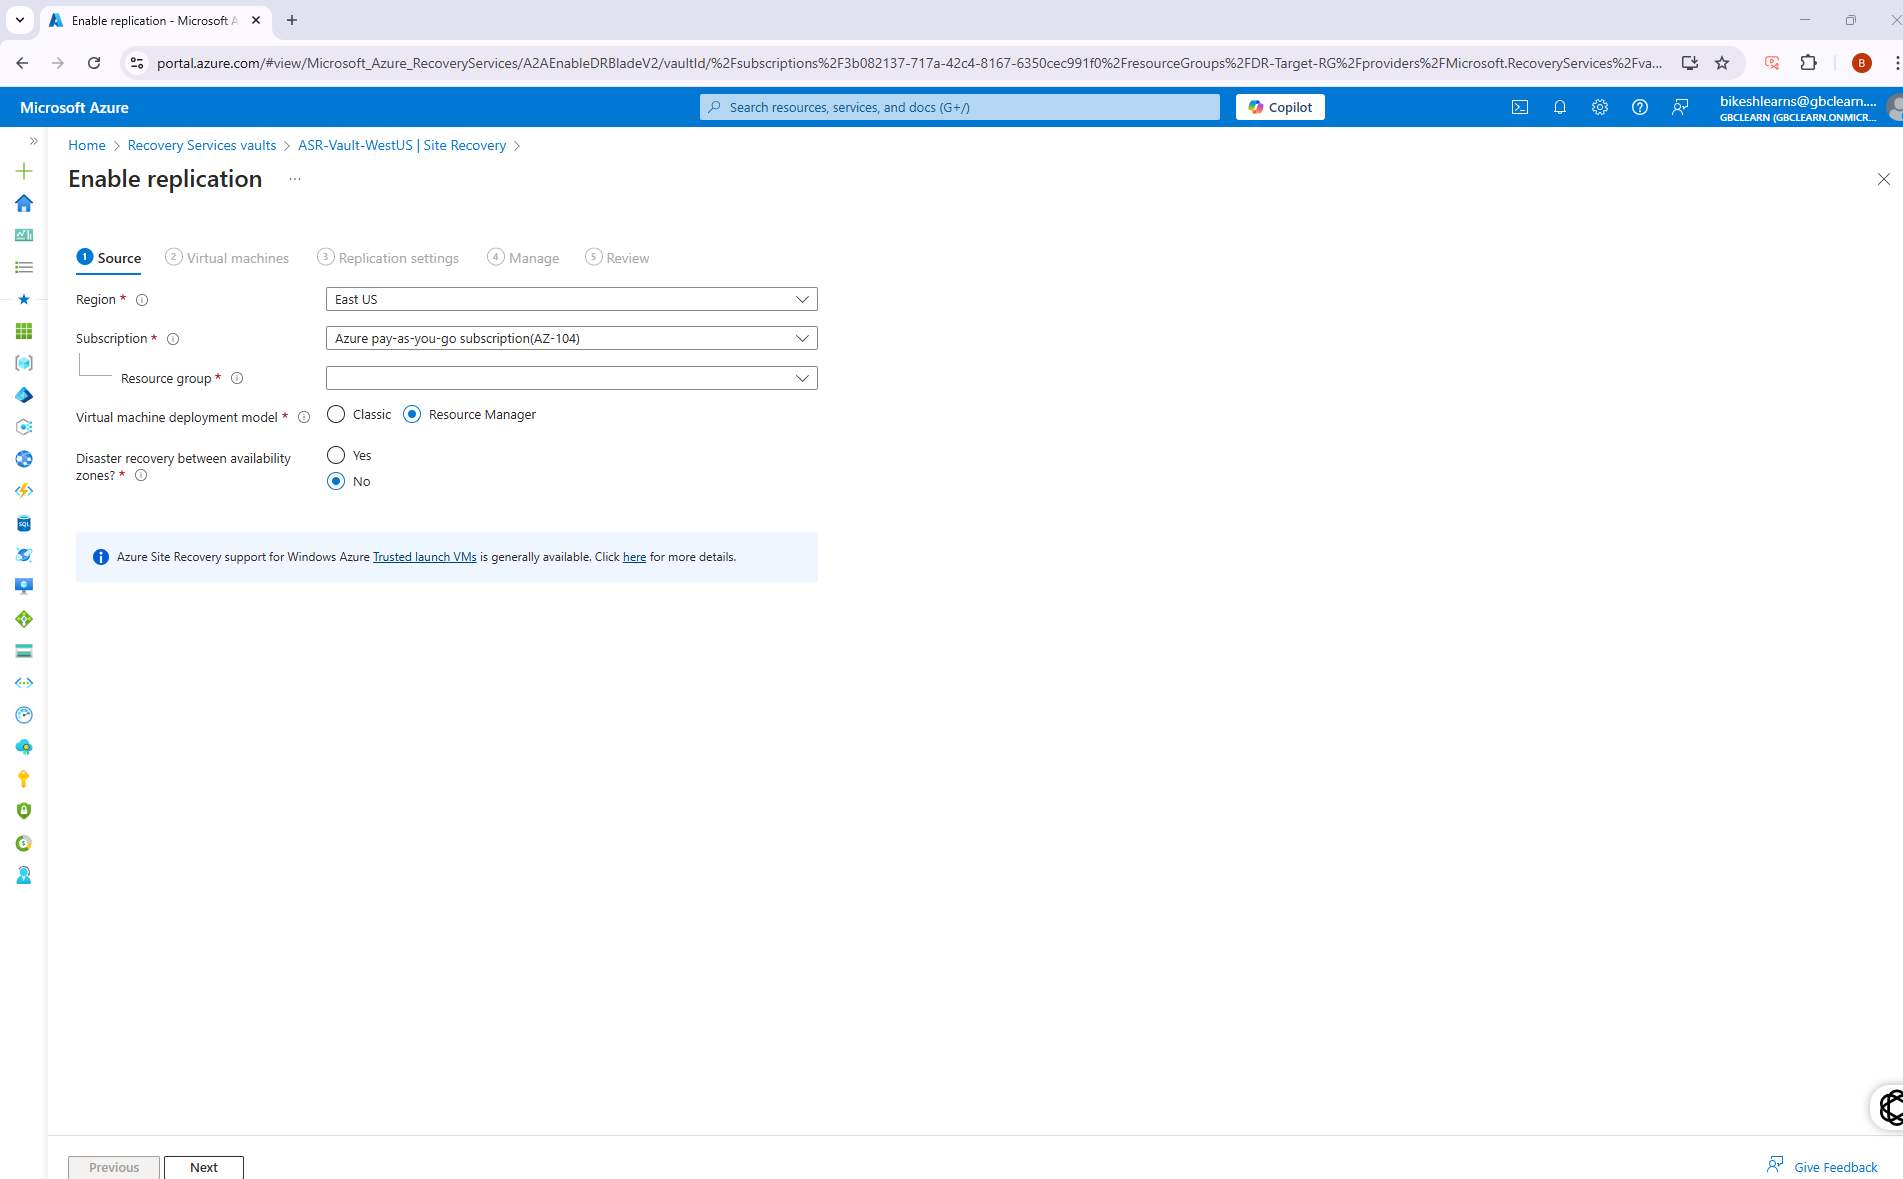 Enable replication - Microsoft A
portal.azure.com/#view/Microsoft_Azure_RecoveryServices/A2AEnableDRBladeV2/vaultId/%2Fsubscriptions%2F3b082137-717a-42c4-8167-6350cec991f0%2FresourceGroups%2FDR-Target-RG%2Fproviders%2FMicrosoft.RecoveryServices%2Fva...
B
Microsoft Azure
Search resources, services, and docs (G+/)
Copilot
bikeshlearns@gbclearn....
GBCLEARN (GBCLEARN.ONMICR...
Home > Recovery Services vaults > ASR-Vault-WestUS | Site Recovery >
Enable replication ...
1 Source
2 Virtual machines
3 Replication settings
4 Manage
5 Review
Region *
East US
Subscription *
Azure pay-as-you-go subscription(AZ-104)
Resource group *
Virtual machine deployment model *
Classic
Resource Manager
Disaster recovery between availability
zones? *
Yes
No
Azure Site Recovery support for Windows Azure Trusted launch VMs is generally available. Click here for more details.
SQL
Previous
Next
Give Feedback